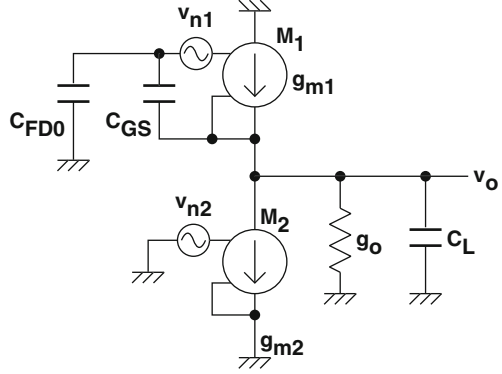 v_n1
M_1
g_m1
C_FD0
C_GS
v_o
v_n2
M_2
g_o
C_L
g_m2